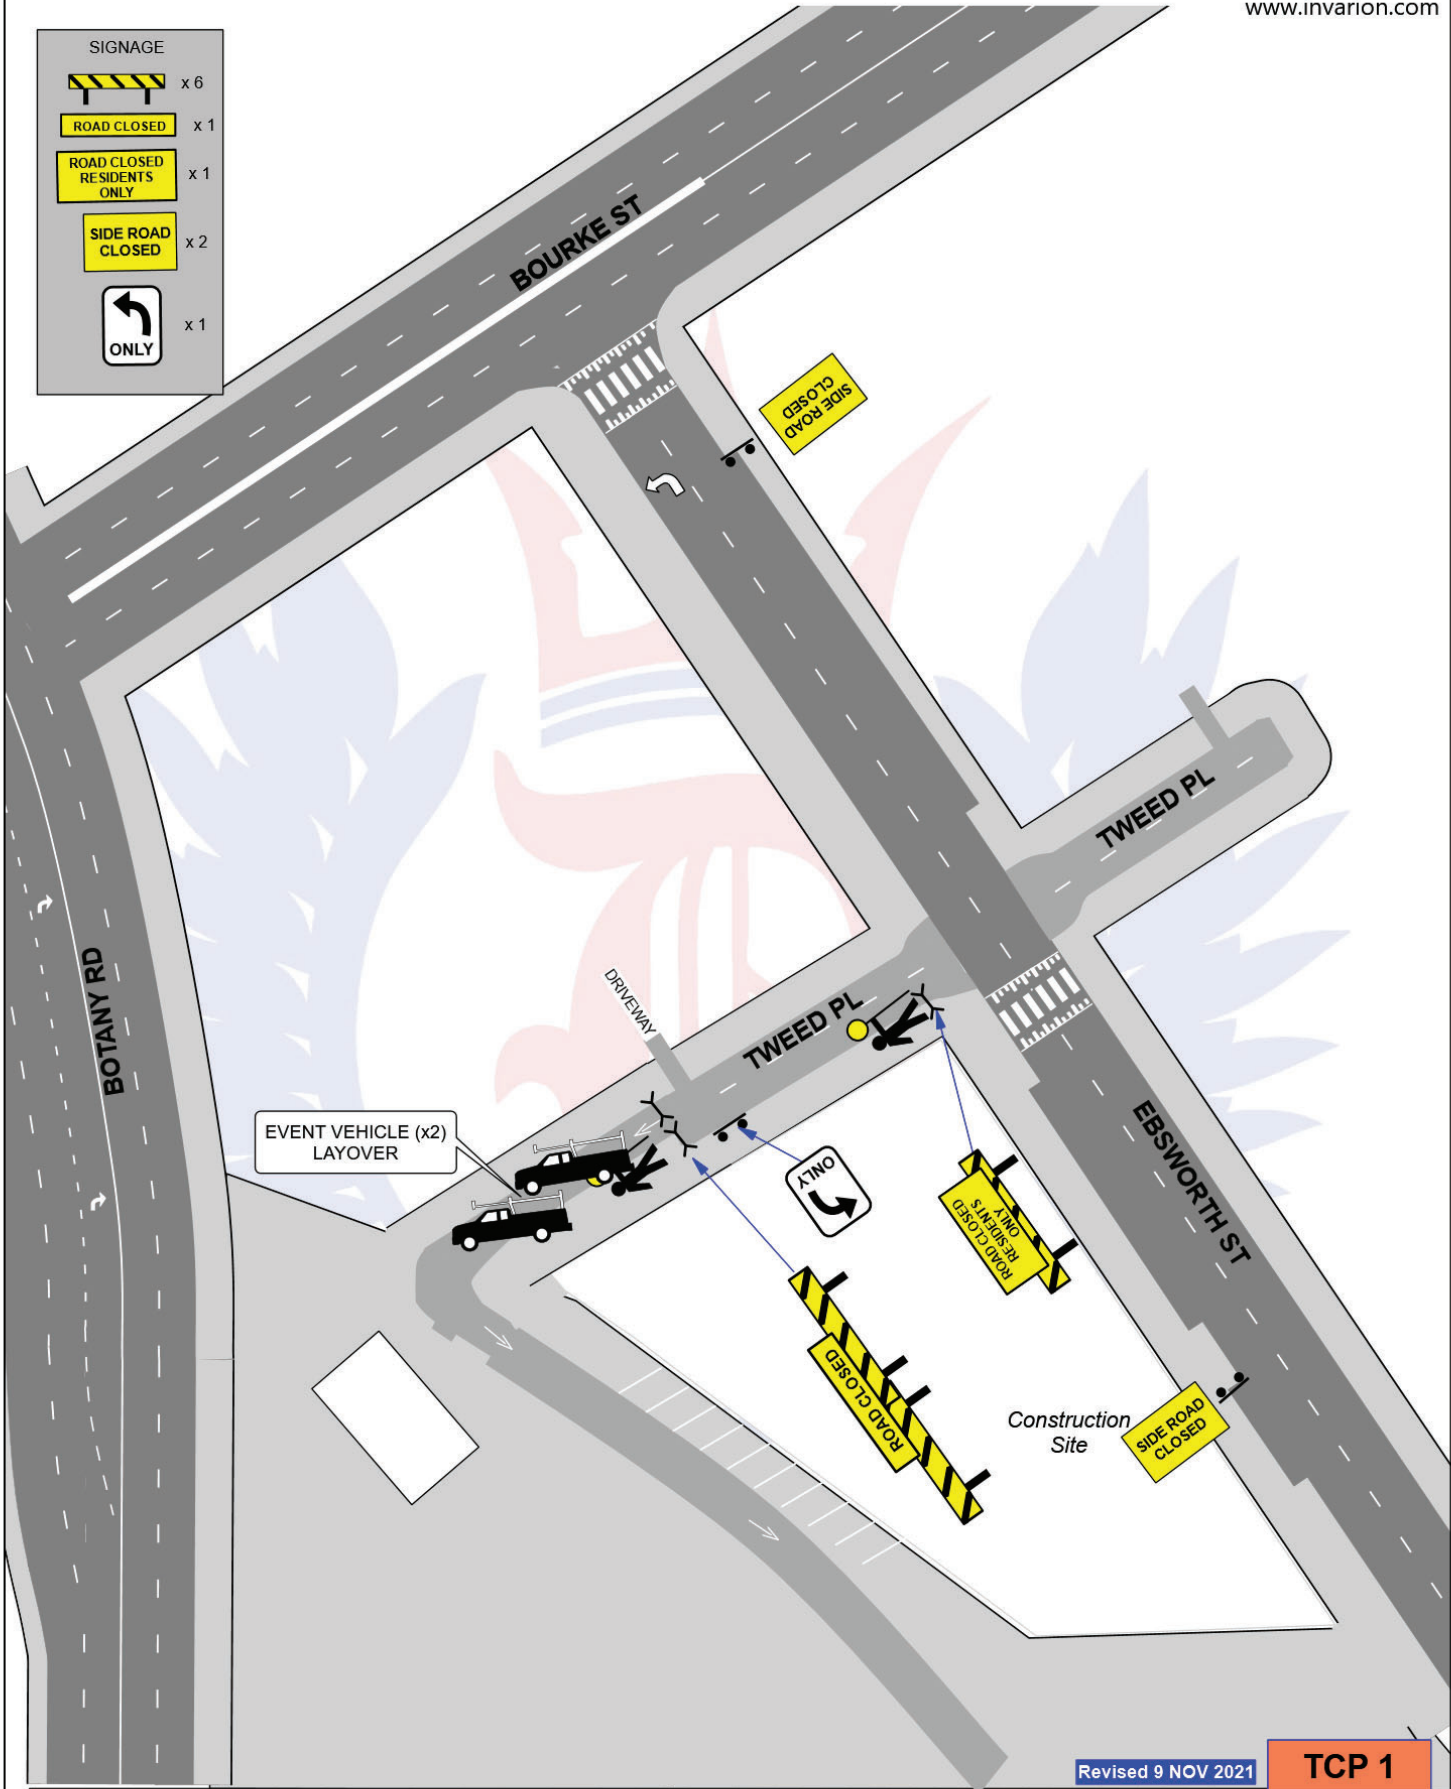 www.invarion.com
SIGNAGE
x 6
ROAD CLOSED
x 1
ROAD CLOSED
RESIDENTS
ONLY
x 1
SIDE ROAD
CLOSED
x 2
ONLY
x 1
BOURKE ST
SIDE ROAD
CLOSED
TWEED PL
BOTANY RD
DRIVEWAY
TWEED PL
EVENT VEHICLE (x2)
LAYOVER
ONLY
ROAD CLOSED
RESIDENTS
ONLY
EBSWORTH ST
ROAD CLOSED
Construction
Site
SIDE ROAD
CLOSED
Revised 9 NOV 2021
TCP 1